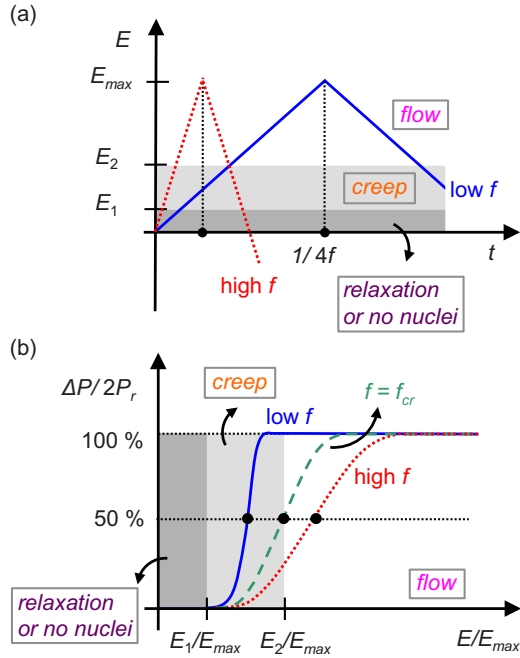 (a)
E
E_max
flow
E_2
creep
low f
E_1
1/4f
t
high f
relaxation
or no nuclei
(b)
creep
f = f_cr
ΔP/2P_r
low f
100 %
high f
50 %
flow
relaxation
or no nuclei
E_1/E_max
E_2/E_max
E/E_max